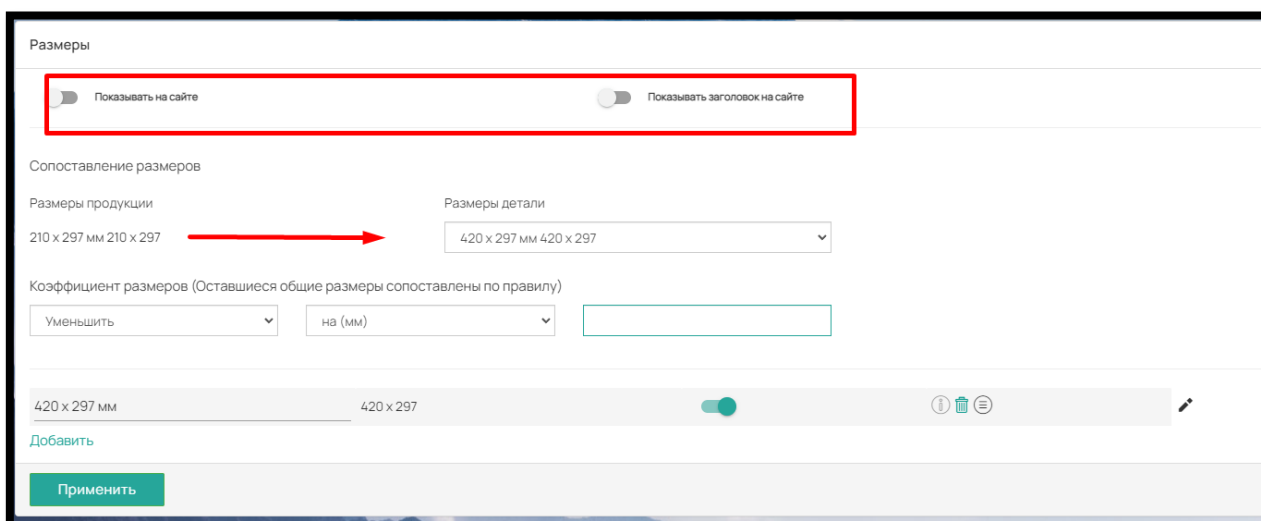 Размеры
Показывать на сайте Показывать заголовок на сайте
Сопоставление размеров
Размеры продукции Размеры детали
210 x 297 мм 210 x 297 420 x 297 мм 420 x 297
Коэффициент размеров (Оставшиеся общие размеры сопоставлены по правилу)
Уменьшить на (мм)
420 x 297 мм 420 x 297
Добавить
Применить